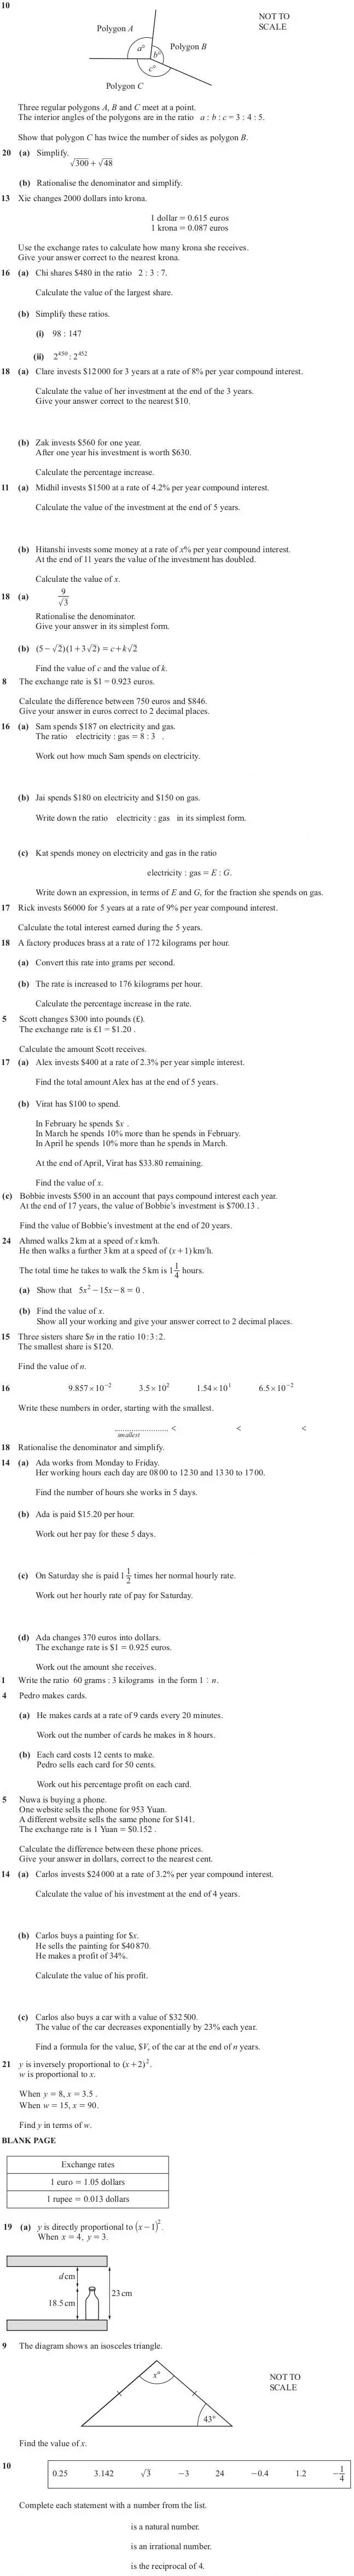 10
Polygon A
NOT TO
SCALE
a°
b°
Polygon B
c°
Polygon C
Three regular polygons A, B and C meet at a point.
The interior angles of the polygons are in the ratio a : b : c = 3 : 4 : 5.
Show that polygon C has twice the number of sides as polygon B.
20 (a) Simplify.
√300 + √48
(b) Rationalise the denominator and simplify.
13 Xie changes 2000 dollars into krona.
1 dollar = 0.615 euros
1 krona = 0.087 euros
Use the exchange rates to calculate how many krona she receives.
Give your answer correct to the nearest krona.
16 (a) Chi shares $480 in the ratio 2 : 3 : 7.
Calculate the value of the largest share.
(b) Simplify these ratios.
(i) 98 : 147
(ii) 2⁴⁵⁰ : 2⁴⁵²
18 (a) Clare invests $12 000 for 3 years at a rate of 8% per year compound interest.
Calculate the value of her investment at the end of the 3 years.
Give your answer correct to the nearest $10.
(b) Zak invests $560 for one year.
After one year his investment is worth $630.
Calculate the percentage increase.
11 (a) Midhil invests $1500 at a rate of 4.2% per year compound interest.
Calculate the value of the investment at the end of 5 years.
(b) Hitanshi invests some money at a rate of x% per year compound interest.
At the end of 11 years the value of the investment has doubled.
Calculate the value of x.
18 (a) 9/√3
Rationalise the denominator.
Give your answer in its simplest form.
(b) (5 − √2)(1 + 3√2) = c + k√2
Find the value of c and the value of k.
8 The exchange rate is $1 = 0.923 euros.
Calculate the difference between 750 euros and $846.
Give your answer in euros correct to 2 decimal places.
16 (a) Sam spends $187 on electricity and gas.
The ratio electricity : gas = 8 : 3 .
Work out how much Sam spends on electricity.
(b) Jai spends $180 on electricity and $150 on gas.
Write down the ratio electricity : gas in its simplest form.
(c) Kat spends money on electricity and gas in the ratio
electricity : gas = E : G.
Write down an expression, in terms of E and G, for the fraction she spends on gas.
17 Rick invests $6000 for 5 years at a rate of 9% per year compound interest.
Calculate the total interest earned during the 5 years.
18 A factory produces brass at a rate of 172 kilograms per hour.
(a) Convert this rate into grams per second.
(b) The rate is increased to 176 kilograms per hour.
Calculate the percentage increase in the rate.
5 Scott changes $300 into pounds (£).
The exchange rate is £1 = $1.20 .
Calculate the amount Scott receives.
17 (a) Alex invests $400 at a rate of 2.3% per year simple interest.
Find the total amount Alex has at the end of 5 years.
(b) Virat has $100 to spend.
In February he spends $x .
In March he spends 10% more than he spends in February.
In April he spends 10% more than he spends in March.
At the end of April, Virat has $33.80 remaining.
Find the value of x.
(c) Bobbie invests $500 in an account that pays compound interest each year.
At the end of 17 years, the value of Bobbie's investment is $700.13 .
Find the value of Bobbie's investment at the end of 20 years.
24 Ahmed walks 2 km at a speed of x km/h.
He then walks a further 3 km at a speed of (x + 1) km/h.
The total time he takes to walk the 5 km is 1 1/4 hours.
(a) Show that 5x² − 15x − 8 = 0 .
(b) Find the value of x.
Show all your working and give your answer correct to 2 decimal places.
15 Three sisters share $n in the ratio 10 : 3 : 2.
The smallest share is $120.
Find the value of n.
16 9.857 × 10⁻² 3.5 × 10² 1.54 × 10¹ 6.5 × 10⁻²
Write these numbers in order, starting with the smallest.
........................ < < <
smallest
18 Rationalise the denominator and simplify.
14 (a) Ada works from Monday to Friday.
Her working hours each day are 08 00 to 12 30 and 13 30 to 17 00.
Find the number of hours she works in 5 days.
(b) Ada is paid $15.20 per hour.
Work out her pay for these 5 days.
(c) On Saturday she is paid 1 1/2 times her normal hourly rate.
Work out her hourly rate of pay for Saturday.
(d) Ada changes 370 euros into dollars.
The exchange rate is $1 = 0.925 euros.
Work out the amount she receives.
1 Write the ratio 60 grams : 3 kilograms in the form 1 : n.
4 Pedro makes cards.
(a) He makes cards at a rate of 9 cards every 20 minutes.
Work out the number of cards he makes in 8 hours.
(b) Each card costs 12 cents to make.
Pedro sells each card for 50 cents.
Work out his percentage profit on each card.
5 Nuwa is buying a phone.
One website sells the phone for 953 Yuan.
A different website sells the same phone for $141.
The exchange rate is 1 Yuan = $0.152 .
Calculate the difference between these phone prices.
Give your answer in dollars, correct to the nearest cent.
14 (a) Carlos invests $24 000 at a rate of 3.2% per year compound interest.
Calculate the value of his investment at the end of 4 years.
(b) Carlos buys a painting for $x.
He sells the painting for $40 870.
He makes a profit of 34%.
Calculate the value of his profit.
(c) Carlos also buys a car with a value of $32 500.
The value of the car decreases exponentially by 23% each year.
Find a formula for the value, $V, of the car at the end of n years.
21 y is inversely proportional to (x + 2)².
w is proportional to x.
When y = 8, x = 3.5 .
When w = 15, x = 90.
Find y in terms of w.
BLANK PAGE
Exchange rates
1 euro = 1.05 dollars
1 rupee = 0.013 dollars
19 (a) y is directly proportional to (x − 1)².
When x = 4, y = 3.
d cm
23 cm
18.5 cm
9 The diagram shows an isosceles triangle.
x°
NOT TO
SCALE
43°
Find the value of x.
10
0.25 3.142 √3 −3 24 −0.4 1.2 −1/4
Complete each statement with a number from the list.
is a natural number.
is an irrational number.
is the reciprocal of 4.